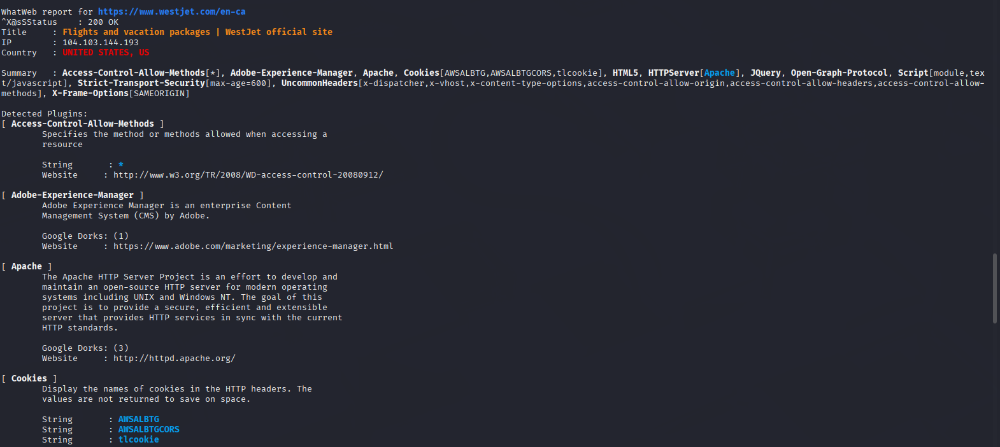 WhatWeb report for https://www.westjet.com/en-ca
^X@sSStatus    : 200 OK
Title     : Flights and vacation packages | WestJet official site
IP        : 104.103.144.193
Country   : UNITED STATES, US
Summary   : Access-Control-Allow-Methods[*], Adobe-Experience-Manager, Apache, Cookies[AWSALBTG,AWSALBTGCORS,tlcookie], HTML5, HTTPServer[Apache], JQuery, Open-Graph-Protocol, Script[module,tex
t/javascript], Strict-Transport-Security[max-age=600], UncommonHeaders[x-dispatcher,x-vhost,x-content-type-options,access-control-allow-origin,access-control-allow-headers,access-control-allow-
methods], X-Frame-Options[SAMEORIGIN]
Detected Plugins:
[ Access-Control-Allow-Methods ]
Specifies the method or methods allowed when accessing a
resource
String       : *
Website     : http://www.w3.org/TR/2008/WD-access-control-20080912/
[ Adobe-Experience-Manager ]
Adobe Experience Manager is an enterprise Content
Management System (CMS) by Adobe.
Google Dorks: (1)
Website     : https://www.adobe.com/marketing/experience-manager.html
[ Apache ]
The Apache HTTP Server Project is an effort to develop and
maintain an open-source HTTP server for modern operating
systems including UNIX and Windows NT. The goal of this
project is to provide a secure, efficient and extensible
server that provides HTTP services in sync with the current
HTTP standards.
Google Dorks: (3)
Website     : http://httpd.apache.org/
[ Cookies ]
Display the names of cookies in the HTTP headers. The
values are not returned to save on space.
String       : AWSALBTG
String       : AWSALBTGCORS
String       : tlcookie